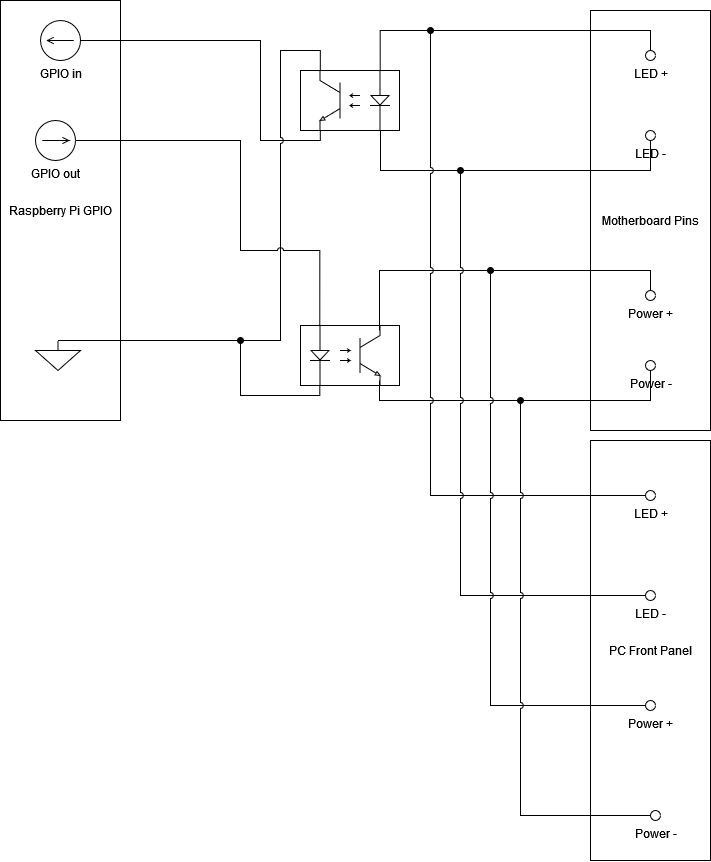 GPIO in
GPIO out
Raspberry Pi GPIO
LED +
LED -
Motherboard Pins
Power +
Power -
LED +
LED -
PC Front Panel
Power +
Power -